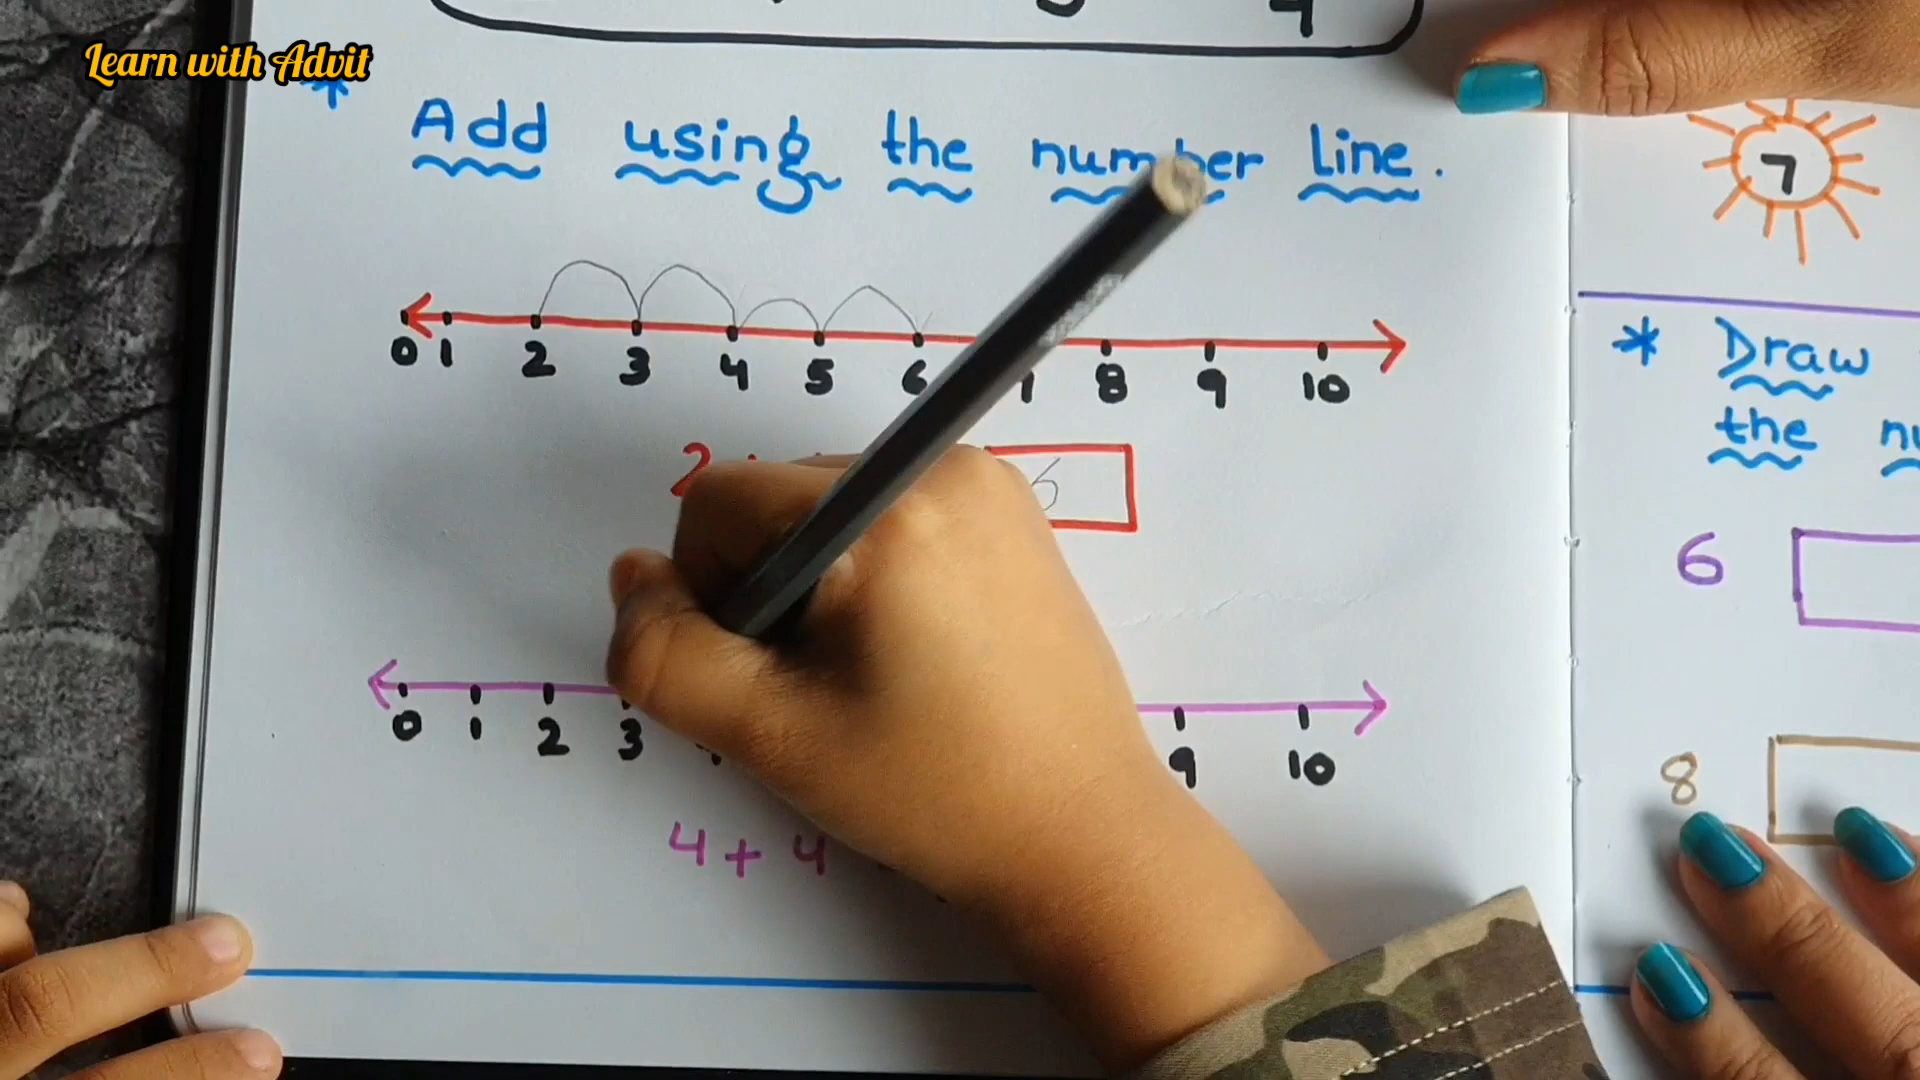 Learn with Advit
* Add using the number line.
0 1 2 3 4 5 6 7 8 9 10
2 6
0 1 2 3 9 10
4 + 4
7
* Draw
the
6
8